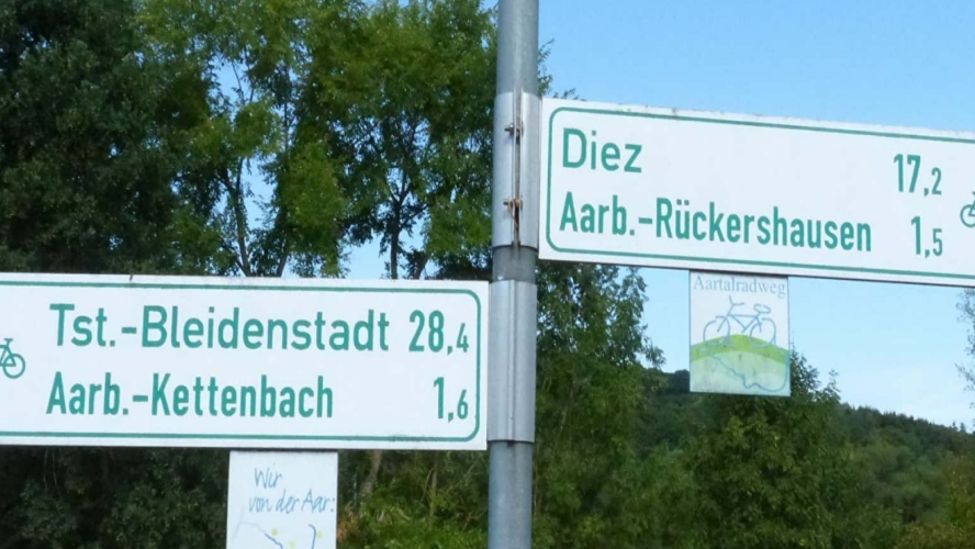 Diez 17,2
Aarb.-Rückershausen 1,5
Aartalradweg
Tst.-Bleidenstadt 28,4
Aarb.-Kettenbach 1,6
Wir
von der Aar: